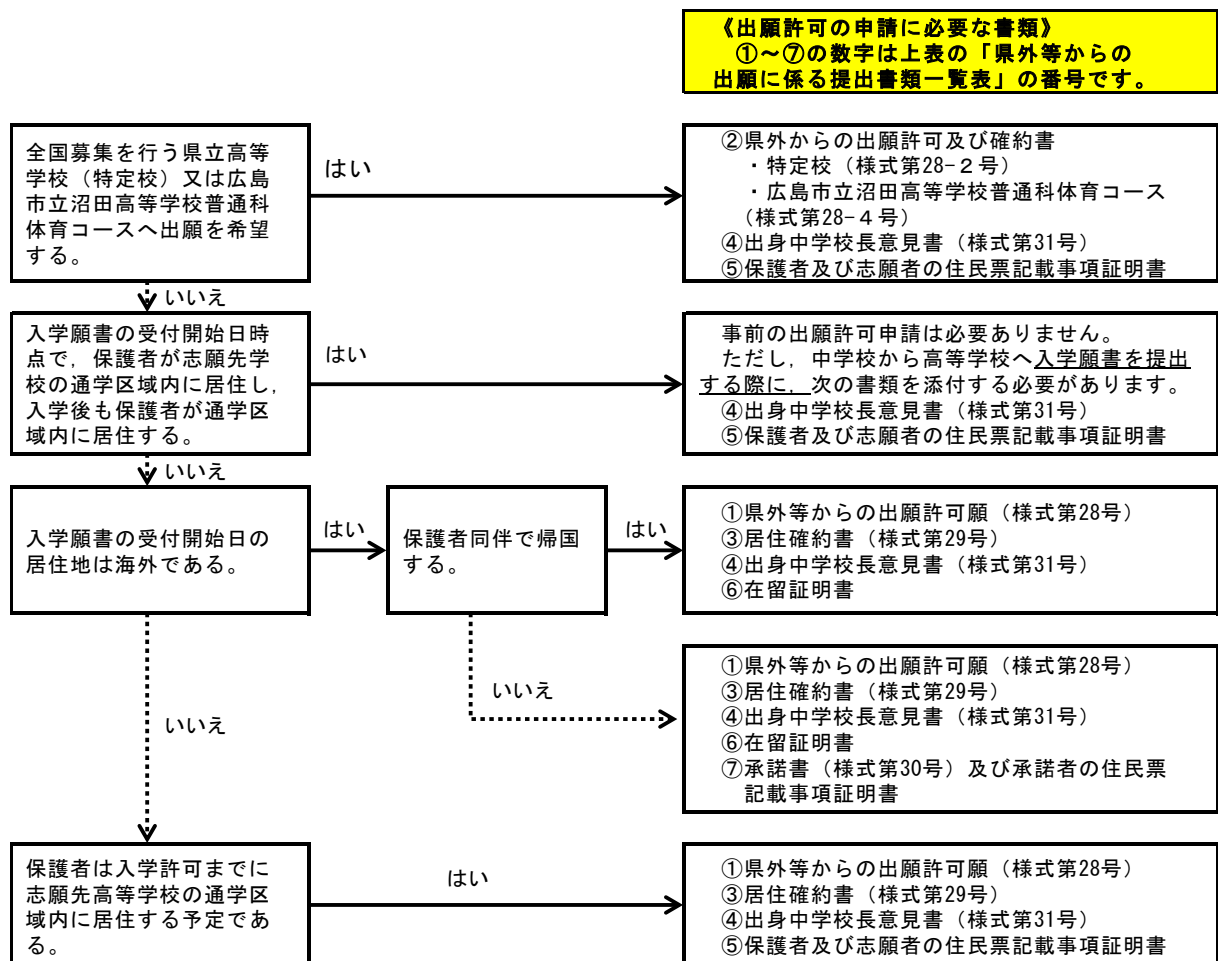 《出願許可の申請に必要な書類》
①～⑦の数字は上表の「県外等からの
出願に係る提出書類一覧表」の番号です。
全国募集を行う県立高等
学校（特定校）又は広島
市立沼田高等学校普通科
体育コースへ出願を希望
する。
はい
②県外からの出願許可及び確約書
・特定校（様式第28-２号）
・広島市立沼田高等学校普通科体育コース
（様式第28-４号）
④出身中学校長意見書（様式第31号）
⑤保護者及び志願者の住民票記載事項証明書
いいえ
入学願書の受付開始日時
点で，保護者が志願先学
校の通学区域内に居住し，
入学後も保護者が通学区
域内に居住する。
はい
事前の出願許可申請は必要ありません。
ただし，中学校から高等学校へ入学願書を提出
する際に，次の書類を添付する必要があります。
④出身中学校長意見書（様式第31号）
⑤保護者及び志願者の住民票記載事項証明書
いいえ
入学願書の受付開始日の
居住地は海外である。
はい
保護者同伴で帰国
する。
はい
①県外等からの出願許可願（様式第28号）
③居住確約書（様式第29号）
④出身中学校長意見書（様式第31号）
⑥在留証明書
いいえ
①県外等からの出願許可願（様式第28号）
③居住確約書（様式第29号）
④出身中学校長意見書（様式第31号）
⑥在留証明書
⑦承諾書（様式第30号）及び承諾者の住民票
記載事項証明書
いいえ
保護者は入学許可までに
志願先高等学校の通学区
域内に居住する予定であ
る。
はい
①県外等からの出願許可願（様式第28号）
③居住確約書（様式第29号）
④出身中学校長意見書（様式第31号）
⑤保護者及び志願者の住民票記載事項証明書